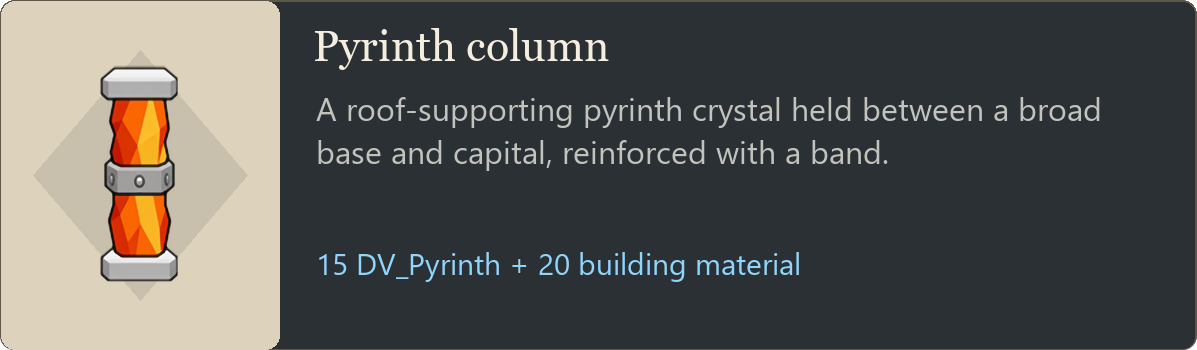 Pyrinth column
A roof-supporting pyrinth crystal held between a broad
base and capital, reinforced with a band.
15 DV_Pyrinth + 20 building material